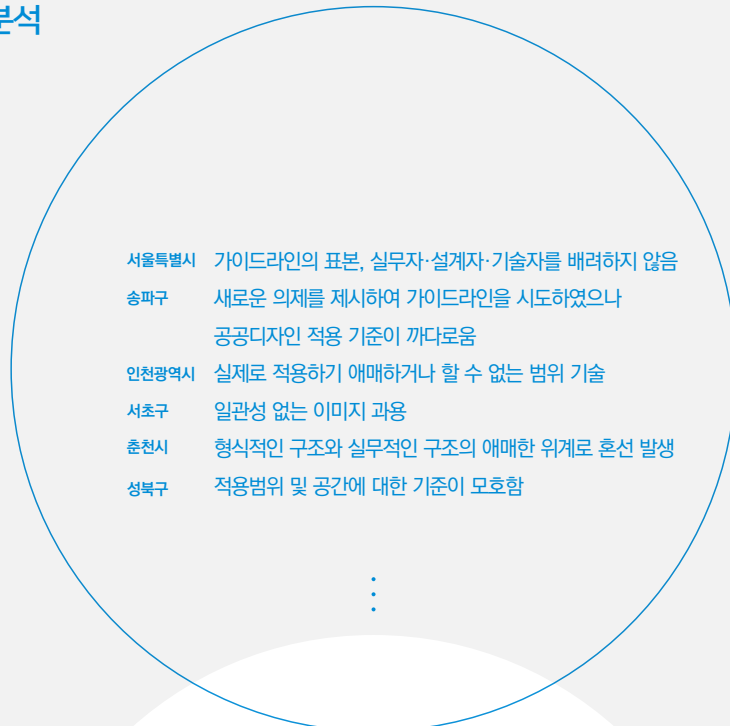 분석
서울특별시 가이드라인의 표본, 실무자·설계자·기술자를 배려하지 않음
송파구 새로운 의제를 제시하여 가이드라인을 시도하였으나
공공디자인 적용 기준이 까다로움
인천광역시 실제로 적용하기 애매하거나 할 수 없는 범위 기술
서초구 일관성 없는 이미지 과용
춘천시 형식적인 구조와 실무적인 구조의 애매한 위계로 혼선 발생
성북구 적용범위 및 공간에 대한 기준이 모호함